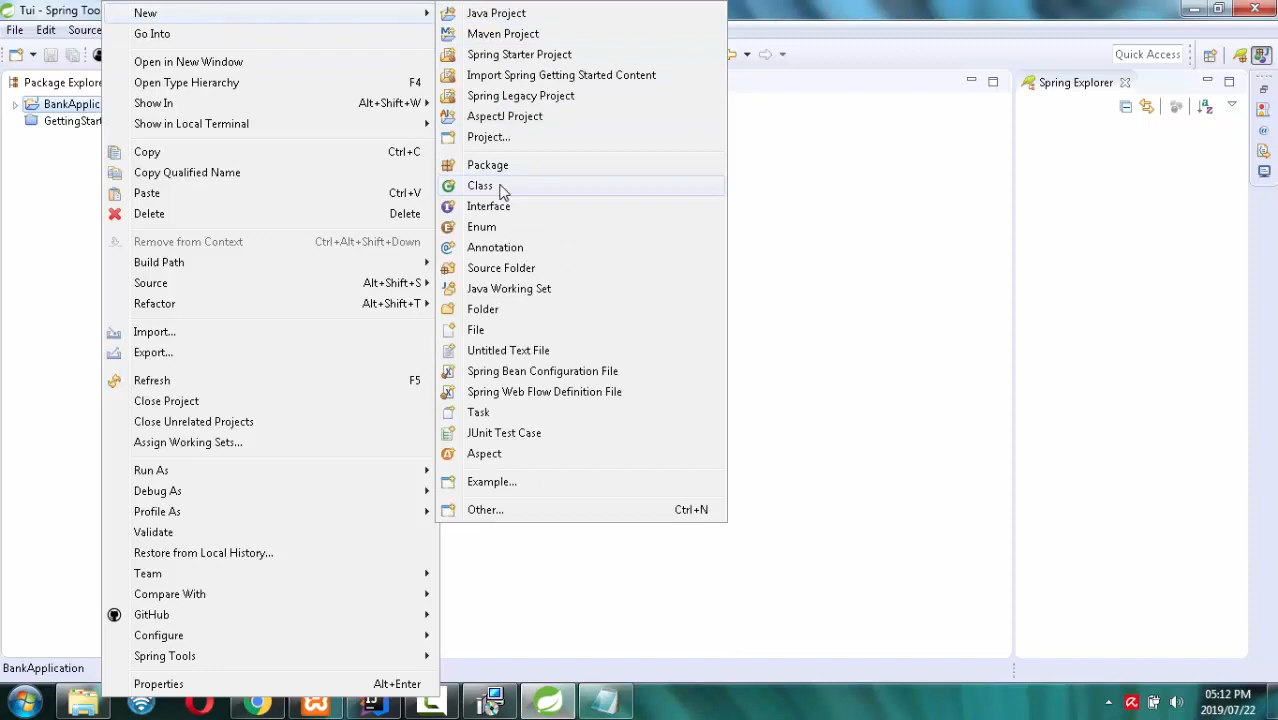 Tui - Spring Too
File
Edit
Source
Quick Access
Package Explor
BankApplic
GettingStart
New
Go Into
Open in New Window
Open Type Hierarchy F4
Show In Alt+Shift+W
Show in Local Terminal
Copy Ctrl+C
Copy Qualified Name
Paste Ctrl+V
Delete Delete
Remove from Context Ctrl+Alt+Shift+Down
Build Path
Source Alt+Shift+S
Refactor Alt+Shift+T
Import...
Export...
Refresh F5
Close Project
Close Unrelated Projects
Assign Working Sets...
Run As
Debug As
Profile As
Validate
Restore from Local History...
Team
Compare With
GitHub
Configure
Spring Tools
Properties Alt+Enter
Java Project
Maven Project
Spring Starter Project
Import Spring Getting Started Content
Spring Legacy Project
AspectJ Project
Project...
Package
Class
Interface
Enum
Annotation
Source Folder
Java Working Set
Folder
File
Untitled Text File
Spring Bean Configuration File
Spring Web Flow Definition File
Task
JUnit Test Case
Aspect
Example...
Other... Ctrl+N
Spring Explorer
BankApplication
05:12 PM
2019/07/22